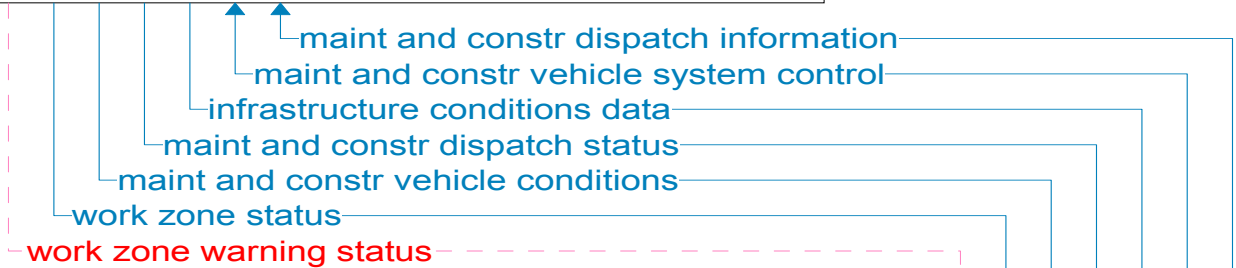 maint and constr dispatch information
maint and constr vehicle system control
infrastructure conditions data
maint and constr dispatch status
maint and constr vehicle conditions
work zone status
work zone warning status